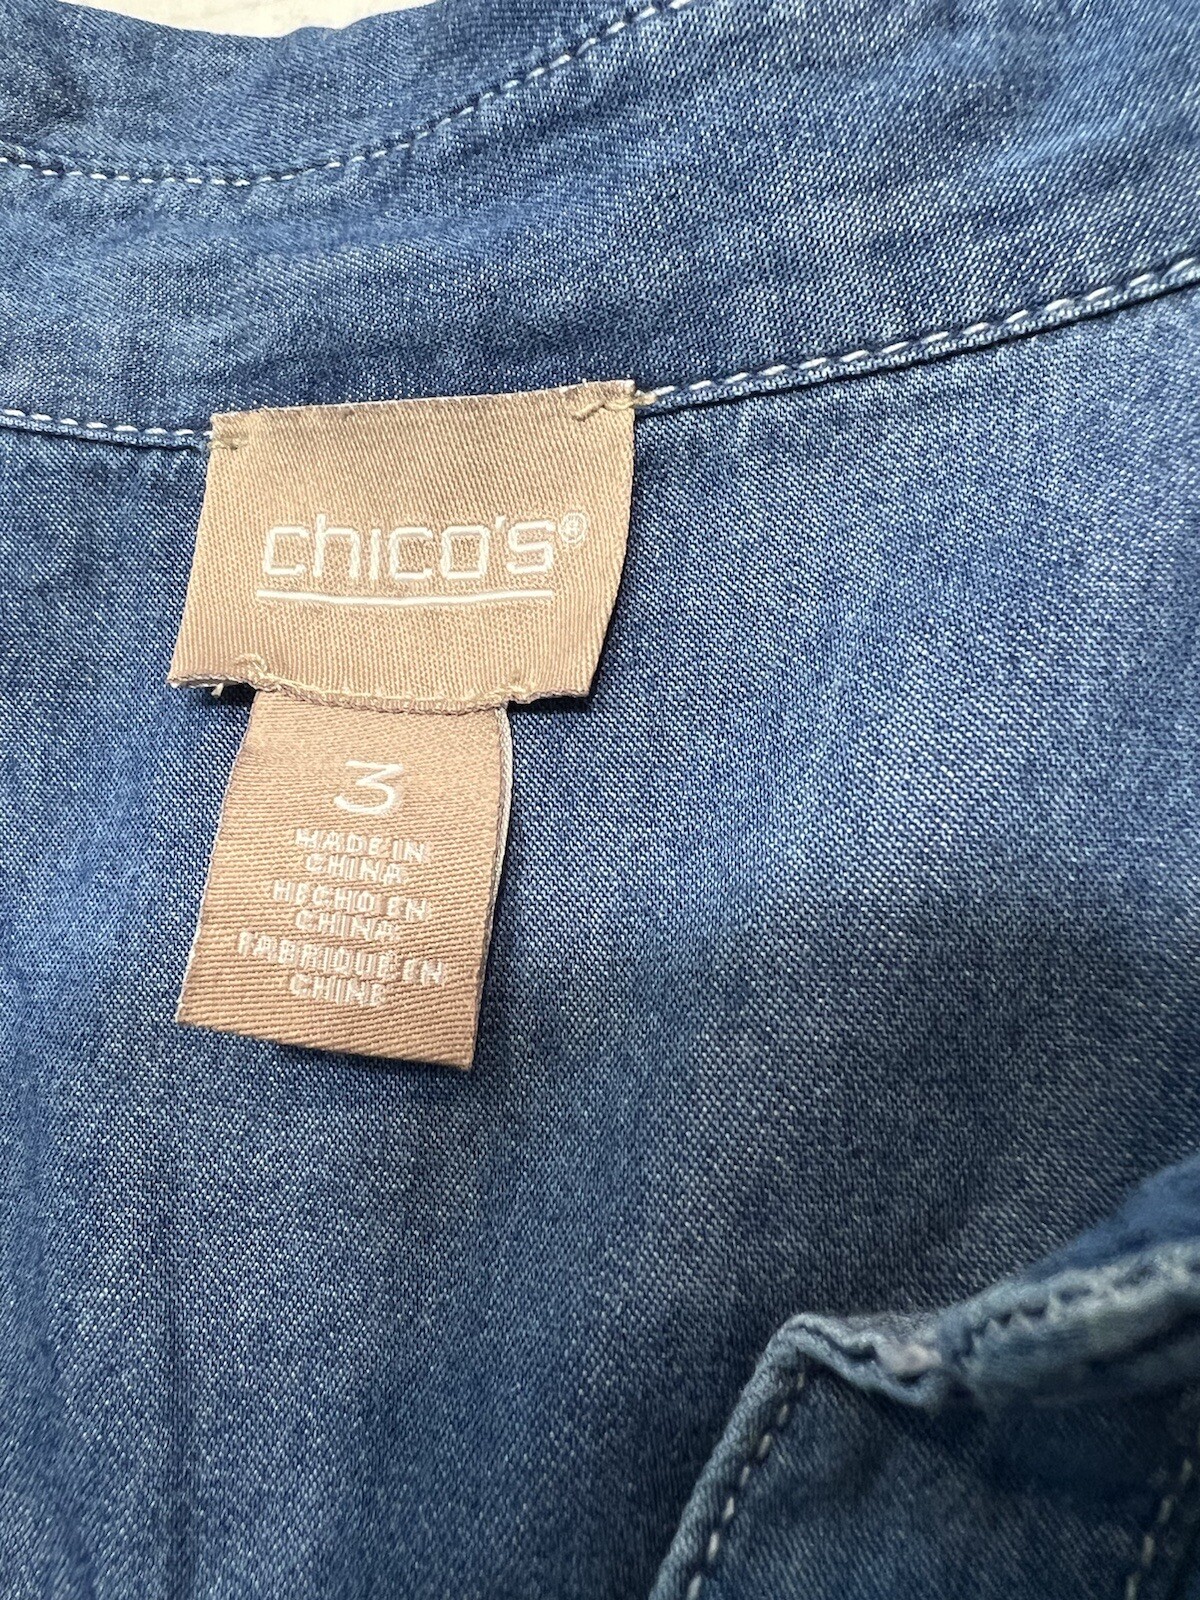 chico's®
3
MADE IN
CHINA
HECHO EN
CHINA
FABRIQUE EN
CHINE